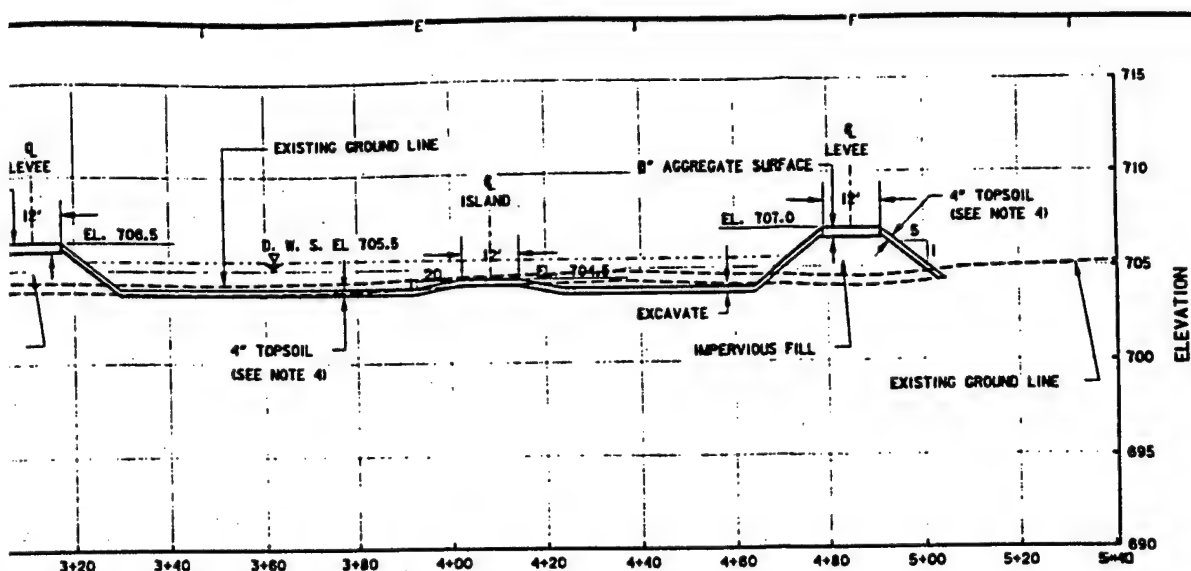 E
F
715
EXISTING GROUND LINE
℄
LEVEE
℄
LEVEE
8" AGGREGATE SURFACE
710
℄
ISLAND
4" TOPSOIL
(SEE NOTE 4)
12'
12'
EL. 707.0
EL. 706.5
D. W. S. EL 705.5
12'
5
1
705
20
1
EL 704.5
EXCAVATE
4" TOPSOIL
(SEE NOTE 4)
IMPERVIOUS FILL
700
EXISTING GROUND LINE
ELEVATION
695
690
3+20 3+40 3+60 3+80 4+00 4+20 4+40 4+60 4+80 5+00 5+20 5+40